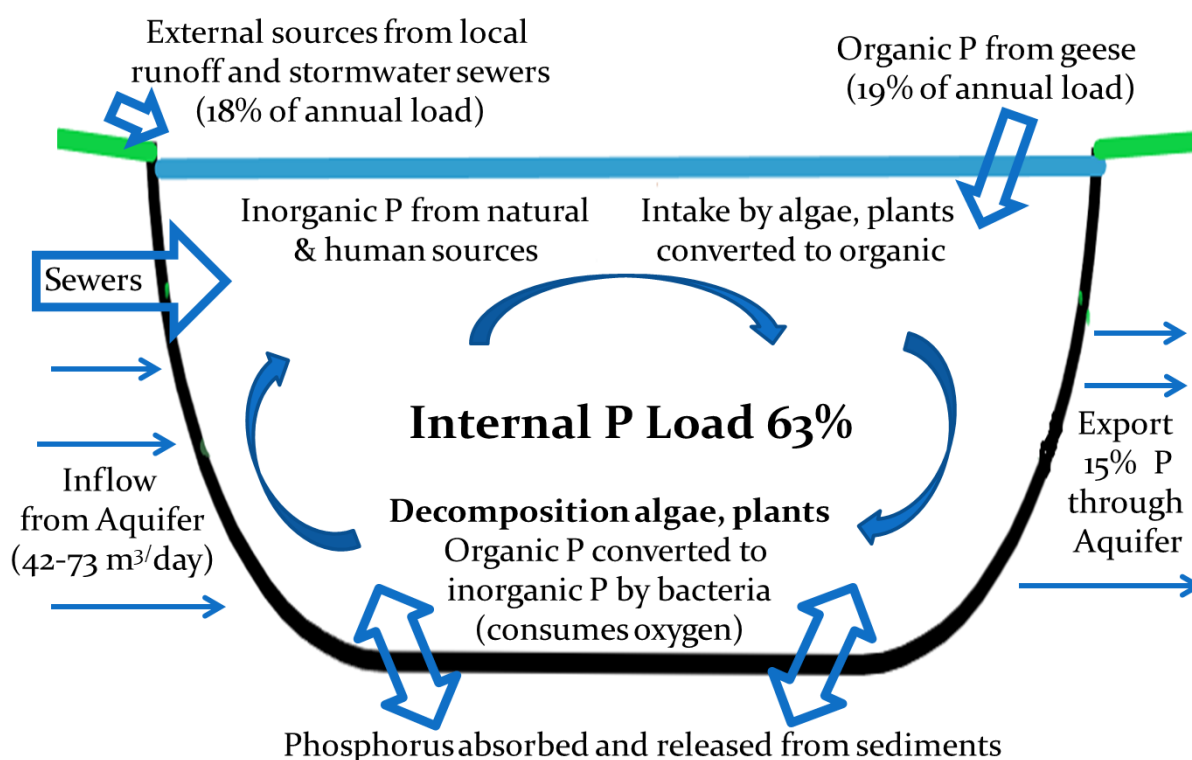 External sources from local
runoff and stormwater sewers
(18% of annual load)
Organic P from geese
(19% of annual load)
Inorganic P from natural
& human sources
Intake by algae, plants
converted to organic
Sewers
Internal P Load 63%
Inflow
from Aquifer
(42-73 m³/day)
Export
15% P
through
Aquifer
Decomposition algae, plants
Organic P converted to
inorganic P by bacteria
(consumes oxygen)
Phosphorus absorbed and released from sediments